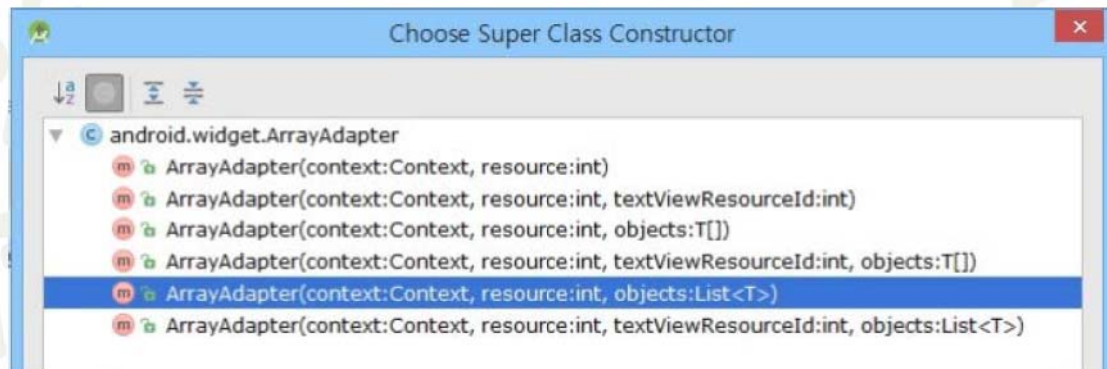 Choose Super Class Constructor
android.widget.ArrayAdapter
ArrayAdapter(context:Context, resource:int)
ArrayAdapter(context:Context, resource:int, textViewResourceId:int)
ArrayAdapter(context:Context, resource:int, objects:T[])
ArrayAdapter(context:Context, resource:int, textViewResourceId:int, objects:T[])
ArrayAdapter(context:Context, resource:int, objects:List<T>)
ArrayAdapter(context:Context, resource:int, textViewResourceId:int, objects:List<T>)